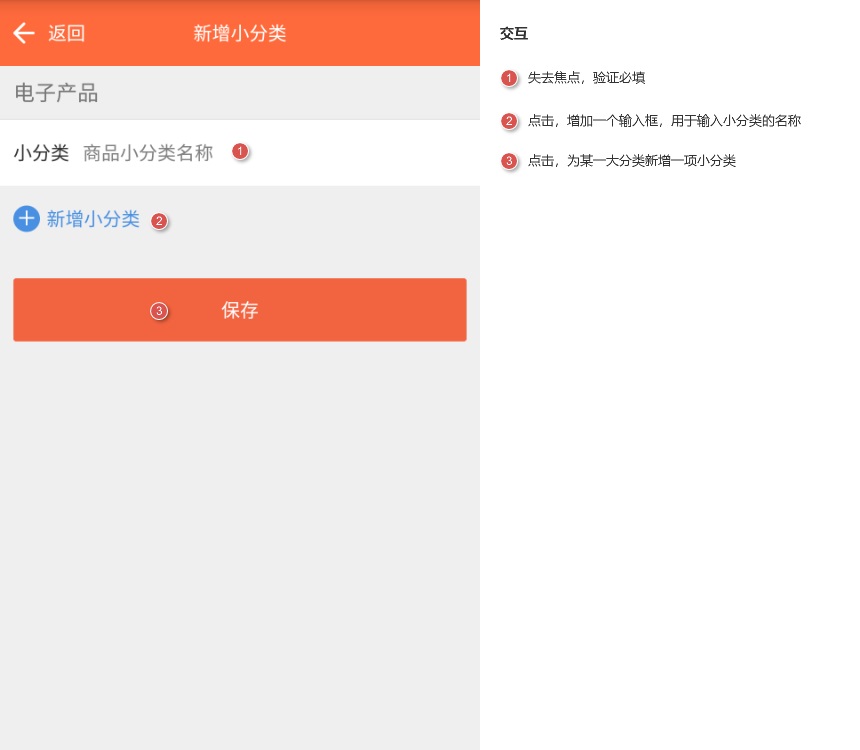 返回 新增小分类
电子产品
小分类 商品小分类名称 1
新增小分类 2
3 保存
交互
1 失去焦点，验证必填
2 点击，增加一个输入框，用于输入小分类的名称
3 点击，为某一大分类新增一项小分类